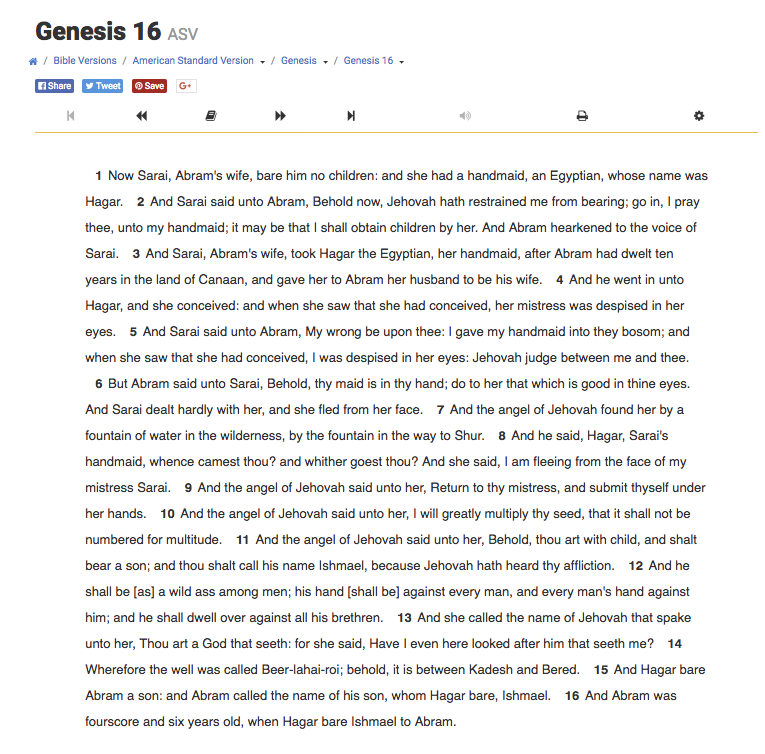 Genesis 16 ASV
/ Bible Versions / American Standard Version / Genesis / Genesis 16
Share Tweet Save G+
1 Now Sarai, Abram's wife, bare him no children: and she had a handmaid, an Egyptian, whose name was
Hagar. 2 And Sarai said unto Abram, Behold now, Jehovah hath restrained me from bearing; go in, I pray
thee, unto my handmaid; it may be that I shall obtain children by her. And Abram hearkened to the voice of
Sarai. 3 And Sarai, Abram's wife, took Hagar the Egyptian, her handmaid, after Abram had dwelt ten
years in the land of Canaan, and gave her to Abram her husband to be his wife. 4 And he went in unto
Hagar, and she conceived: and when she saw that she had conceived, her mistress was despised in her
eyes. 5 And Sarai said unto Abram, My wrong be upon thee: I gave my handmaid into they bosom; and
when she saw that she had conceived, I was despised in her eyes: Jehovah judge between me and thee.
6 But Abram said unto Sarai, Behold, thy maid is in thy hand; do to her that which is good in thine eyes.
And Sarai dealt hardly with her, and she fled from her face. 7 And the angel of Jehovah found her by a
fountain of water in the wilderness, by the fountain in the way to Shur. 8 And he said, Hagar, Sarai's
handmaid, whence camest thou? and whither goest thou? And she said, I am fleeing from the face of my
mistress Sarai. 9 And the angel of Jehovah said unto her, Return to thy mistress, and submit thyself under
her hands. 10 And the angel of Jehovah said unto her, I will greatly multiply thy seed, that it shall not be
numbered for multitude. 11 And the angel of Jehovah said unto her, Behold, thou art with child, and shalt
bear a son; and thou shalt call his name Ishmael, because Jehovah hath heard thy affliction. 12 And he
shall be [as] a wild ass among men; his hand [shall be] against every man, and every man's hand against
him; and he shall dwell over against all his brethren. 13 And she called the name of Jehovah that spake
unto her, Thou art a God that seeth: for she said, Have I even here looked after him that seeth me? 14
Wherefore the well was called Beer-lahai-roi; behold, it is between Kadesh and Bered. 15 And Hagar bare
Abram a son: and Abram called the name of his son, whom Hagar bare, Ishmael. 16 And Abram was
fourscore and six years old, when Hagar bare Ishmael to Abram.